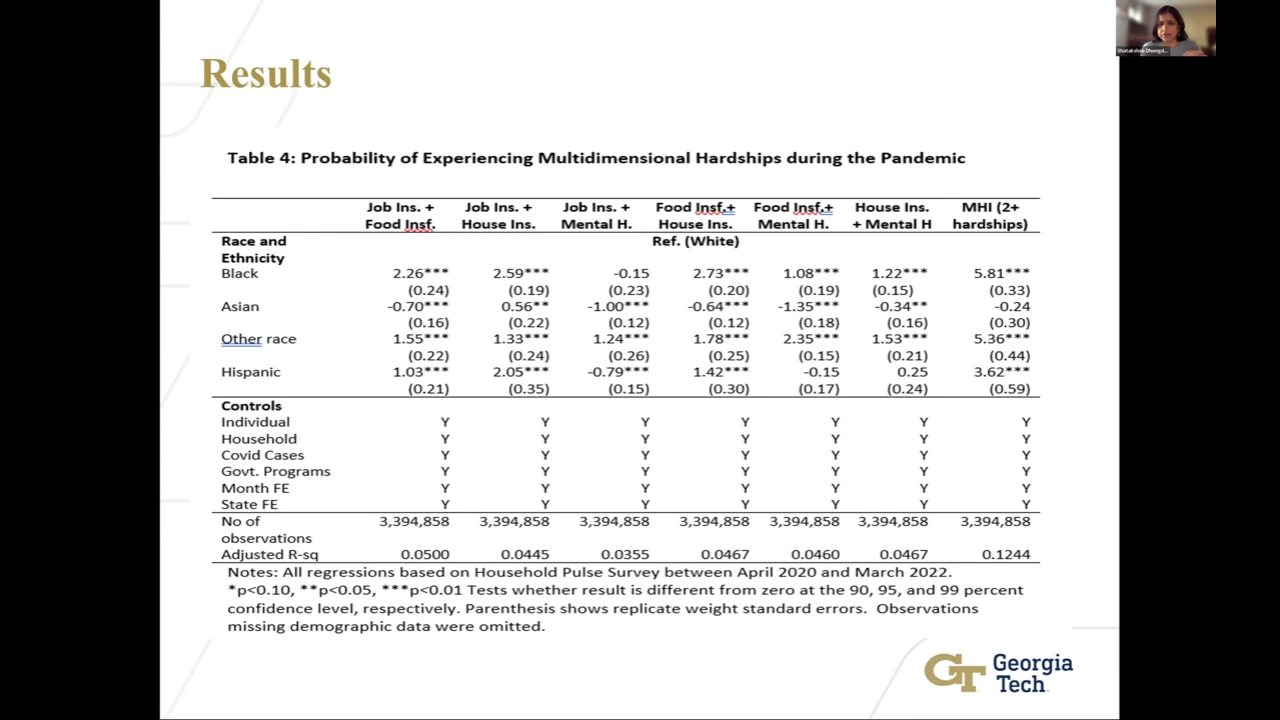 Results
Shatakshee Dhongd...
Table 4: Probability of Experiencing Multidimensional Hardships during the Pandemic
Job Ins. + Food Insf. Job Ins. + House Ins. Job Ins. + Mental H. Food Insf.+ House Ins. Food Insf.+ Mental H. House Ins. + Mental H MHI (2+ hardships)
Race and Ethnicity Ref. (White)
Black 2.26*** 2.59*** -0.15 2.73*** 1.08*** 1.22*** 5.81***
(0.24) (0.19) (0.23) (0.20) (0.19) (0.15) (0.33)
Asian -0.70*** 0.56** -1.00*** -0.64*** -1.35*** -0.34** -0.24
(0.16) (0.22) (0.12) (0.12) (0.18) (0.16) (0.30)
Other race 1.55*** 1.33*** 1.24*** 1.78*** 2.35*** 1.53*** 5.36***
(0.22) (0.24) (0.26) (0.25) (0.15) (0.21) (0.44)
Hispanic 1.03*** 2.05*** -0.79*** 1.42*** -0.15 0.25 3.62***
(0.21) (0.35) (0.15) (0.30) (0.17) (0.24) (0.59)
Controls
Individual Y Y Y Y Y Y Y
Household Y Y Y Y Y Y Y
Covid Cases Y Y Y Y Y Y Y
Govt. Programs Y Y Y Y Y Y Y
Month FE Y Y Y Y Y Y Y
State FE Y Y Y Y Y Y Y
No of observations 3,394,858 3,394,858 3,394,858 3,394,858 3,394,858 3,394,858 3,394,858
Adjusted R-sq 0.0500 0.0445 0.0355 0.0467 0.0460 0.0467 0.1244
Notes: All regressions based on Household Pulse Survey between April 2020 and March 2022.
*p<0.10, **p<0.05, ***p<0.01 Tests whether result is different from zero at the 90, 95, and 99 percent
confidence level, respectively. Parenthesis shows replicate weight standard errors. Observations
missing demographic data were omitted.
GT Georgia
Tech